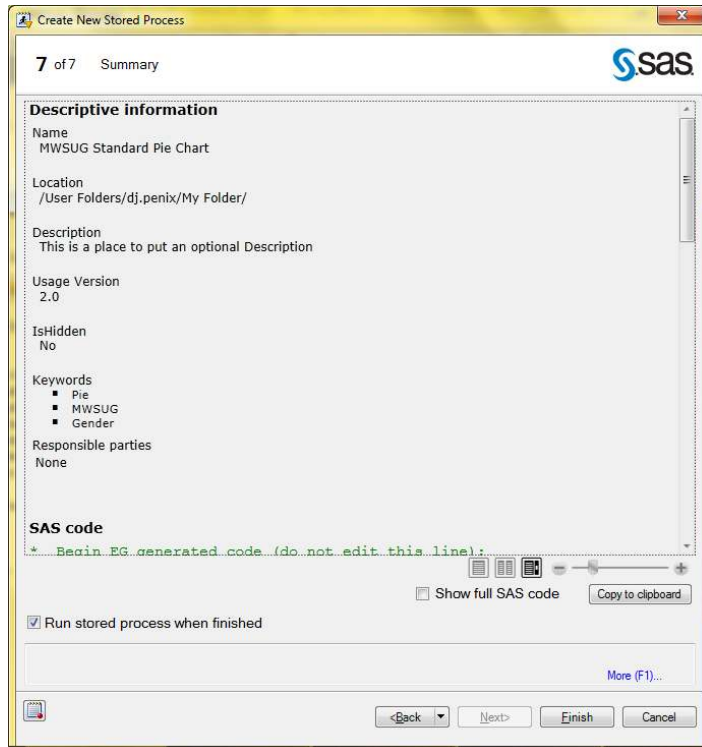 Create New Stored Process
7 of 7 Summary
sas
Descriptive information
Name
MWSUG Standard Pie Chart
Location
/User Folders/dj.penix/My Folder/
Description
This is a place to put an optional Description
Usage Version
2.0
IsHidden
No
Keywords
Pie
MWSUG
Gender
Responsible parties
None
SAS code
* Begin EG generated code (do not edit this line);
Show full SAS code
Copy to clipboard
Run stored process when finished
More (F1)...
<Back
Next>
Finish
Cancel